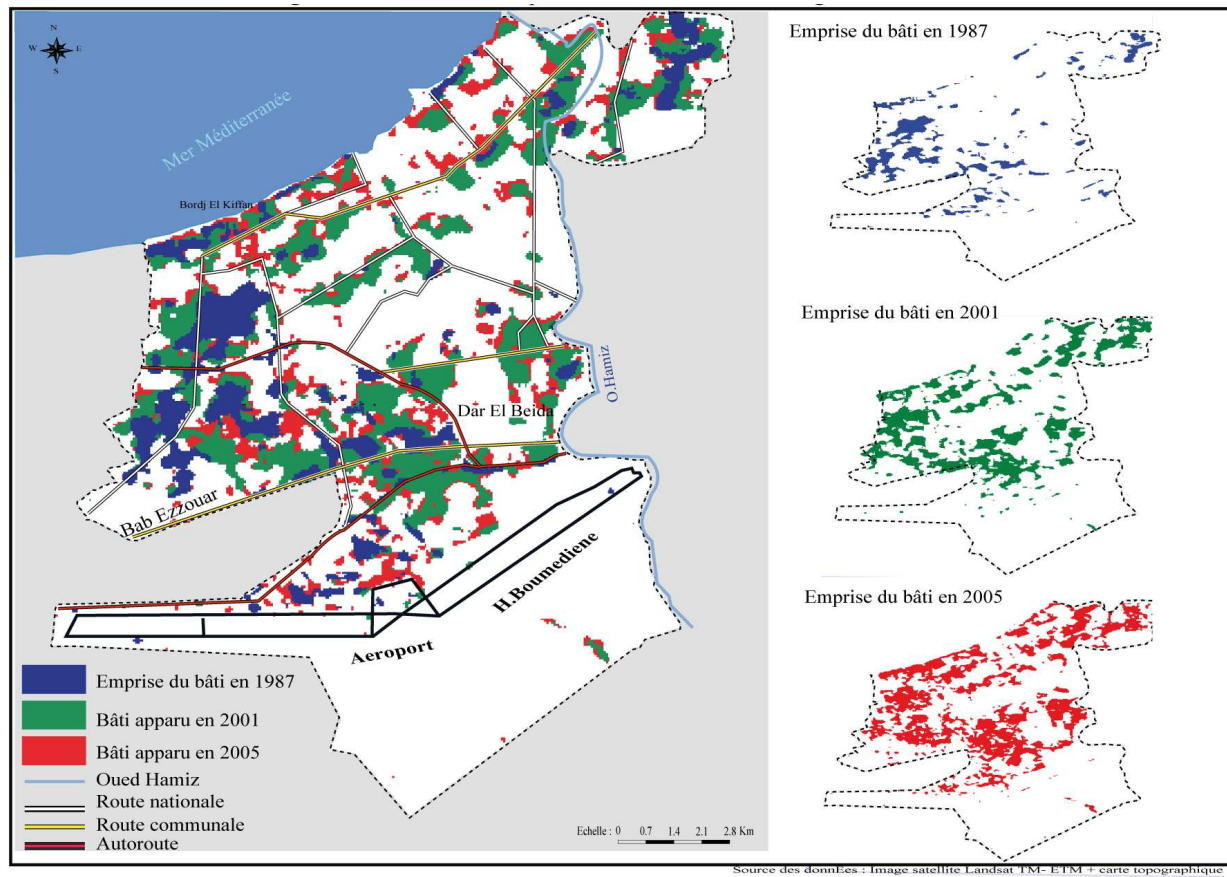 N
W E
S
Mer Méditerranée
Bordj El Kiffan
O.Hamiz
Dar El Beida
Bab Ezzouar
H.Boumediene
Aeroport
Emprise du bâti en 1987
Bâti apparu en 2001
Bâti apparu en 2005
Oued Hamiz
Route nationale
Route communale
Autoroute
Echelle : 0 0.7 1.4 2.1 2.8 Km
Emprise du bâti en 1987
Emprise du bâti en 2001
Emprise du bâti en 2005
Source des donnEes : Image satellite Landsat TM- ETM + carte topographique